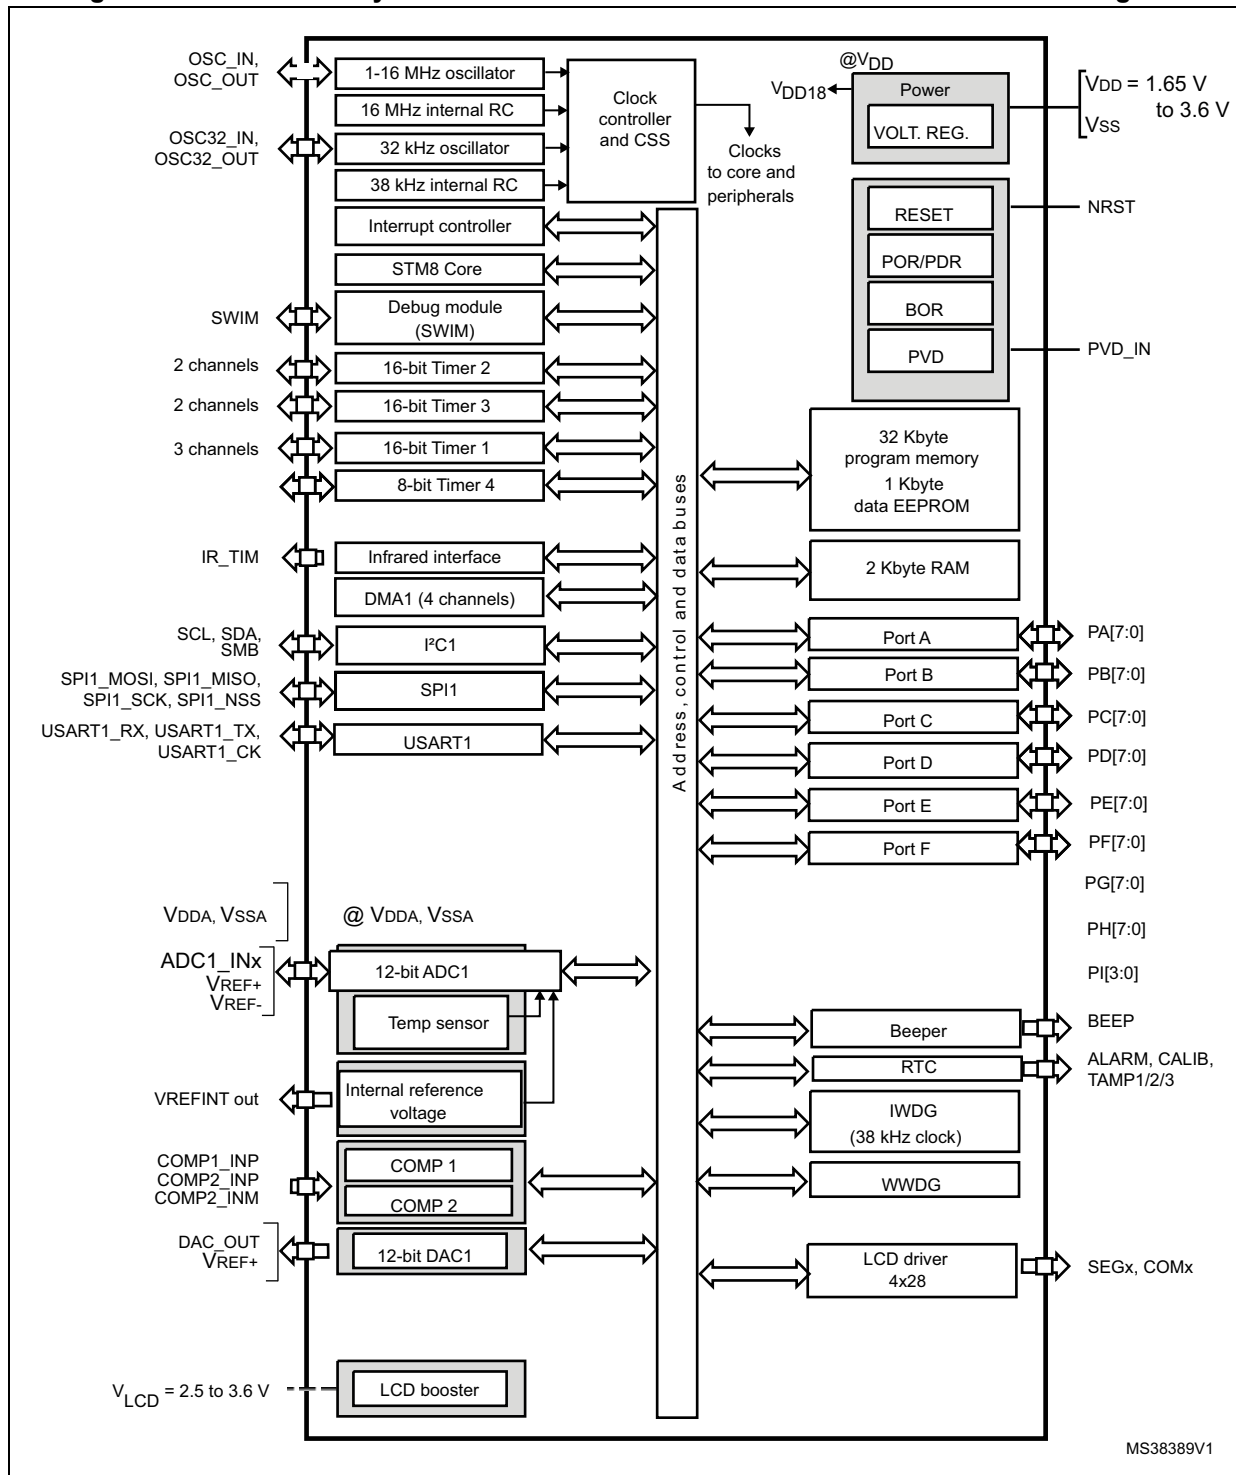 OSC_IN,
OSC_OUT
1-16 MHz oscillator
16 MHz internal RC
OSC32_IN,
OSC32_OUT
32 kHz oscillator
38 kHz internal RC
Clock
controller
and CSS
Clocks
to core and
peripherals
@VDD
VDD18
Power
VOLT. REG.
VDD = 1.65 V
to 3.6 V
VSS
RESET
NRST
POR/PDR
BOR
PVD
PVD_IN
Interrupt controller
STM8 Core
SWIM
Debug module
(SWIM)
2 channels
16-bit Timer 2
2 channels
16-bit Timer 3
3 channels
16-bit Timer 1
8-bit Timer 4
IR_TIM
Infrared interface
DMA1 (4 channels)
SCL, SDA,
SMB
I²C1
SPI1_MOSI, SPI1_MISO,
SPI1_SCK, SPI1_NSS
SPI1
USART1_RX, USART1_TX,
USART1_CK
USART1
Address, control and data buses
32 Kbyte
program memory
1 Kbyte
data EEPROM
2 Kbyte RAM
Port A
PA[7:0]
Port B
PB[7:0]
Port C
PC[7:0]
Port D
PD[7:0]
Port E
PE[7:0]
Port F
PF[7:0]
PG[7:0]
PH[7:0]
PI[3:0]
VDDA, VSSA
@ VDDA, VSSA
ADC1_INx
VREF+
VREF-
12-bit ADC1
Temp sensor
VREFINT out
Internal reference
voltage
COMP1_INP
COMP2_INP
COMP2_INM
COMP 1
COMP 2
DAC_OUT
VREF+
12-bit DAC1
Beeper
BEEP
RTC
ALARM, CALIB,
TAMP1/2/3
IWDG
(38 kHz clock)
WWDG
LCD driver
4x28
SEGx, COMx
VLCD = 2.5 to 3.6 V
LCD booster
MS38389V1